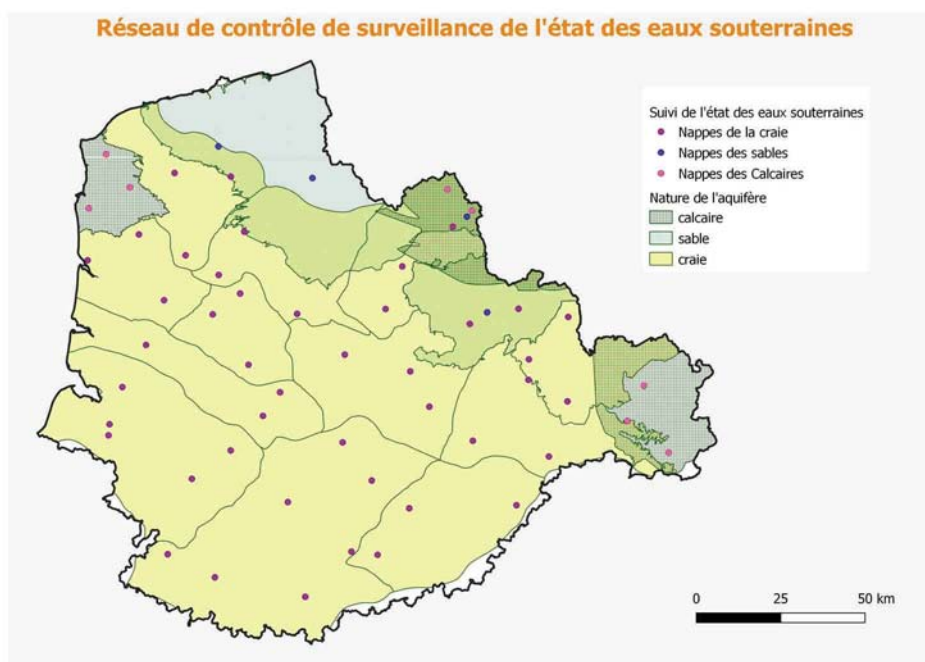 Réseau de contrôle de surveillance de l'état des eaux souterraines
Suivi de l'état des eaux souterraines
Nappes de la craie
Nappes des sables
Nappes des Calcaires
Nature de l'aquifère
calcaire
sable
craie
0 25 50 km